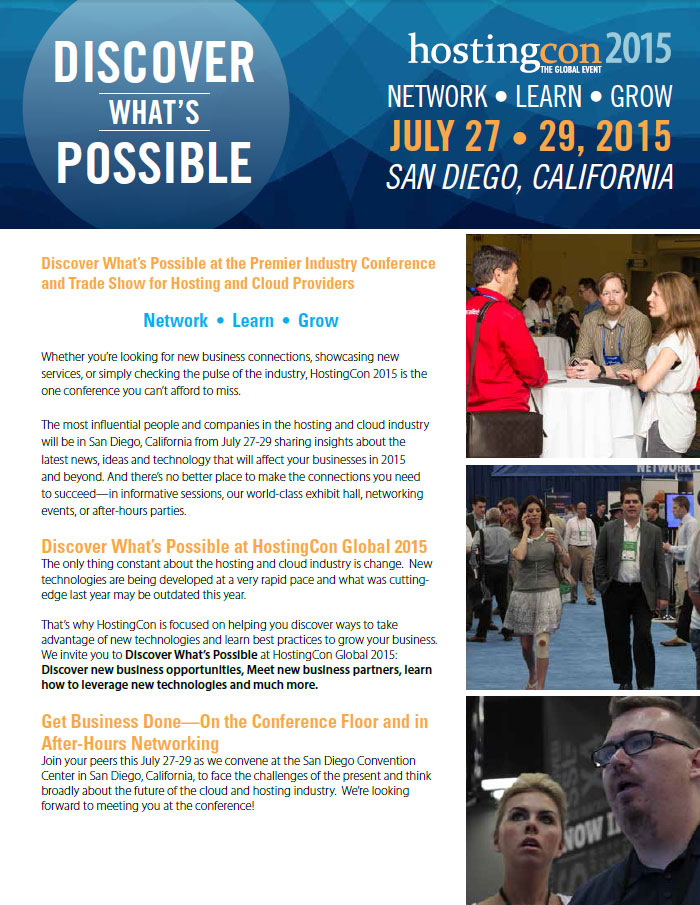 DISCOVER
WHAT'S
POSSIBLE
hostingcon 2015
THE GLOBAL EVENT
NETWORK • LEARN • GROW
JULY 27 • 29, 2015
SAN DIEGO, CALIFORNIA
Discover What's Possible at the Premier Industry Conference
and Trade Show for Hosting and Cloud Providers
Network • Learn • Grow
Whether you're looking for new business connections, showcasing new
services, or simply checking the pulse of the industry, HostingCon 2015 is the
one conference you can't afford to miss.
The most influential people and companies in the hosting and cloud industry
will be in San Diego, California from July 27-29 sharing insights about the
latest news, ideas and technology that will affect your businesses in 2015
and beyond. And there's no better place to make the connections you need
to succeed—in informative sessions, our world-class exhibit hall, networking
events, or after-hours parties.
Discover What's Possible at HostingCon Global 2015
The only thing constant about the hosting and cloud industry is change.  New
technologies are being developed at a very rapid pace and what was cutting-
edge last year may be outdated this year.
That's why HostingCon is focused on helping you discover ways to take
advantage of new technologies and learn best practices to grow your business.
We invite you to Discover What's Possible at HostingCon Global 2015:
Discover new business opportunities, Meet new business partners, learn
how to leverage new technologies and much more.
Get Business Done—On the Conference Floor and in
After-Hours Networking
Join your peers this July 27-29 as we convene at the San Diego Convention
Center in San Diego, California, to face the challenges of the present and think
broadly about the future of the cloud and hosting industry.  We're looking
forward to meeting you at the conference!
NETWORK
NOW